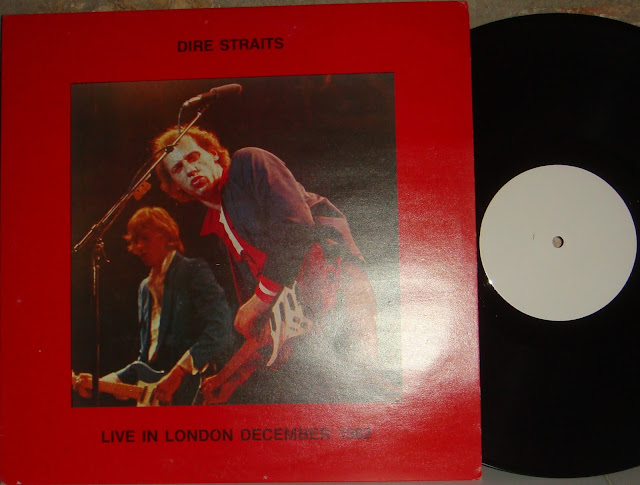 DIRE STRAITS
LIVE IN LONDON DECEMBER